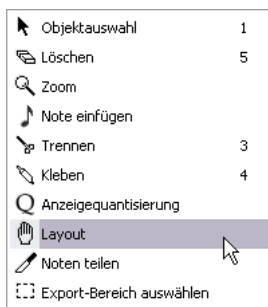 Objektauswahl 1
Löschen 5
Zoom
Note einfügen
Trennen 3
Kleben 4
Anzeigequantisierung
Layout
Noten teilen
Export-Bereich auswählen